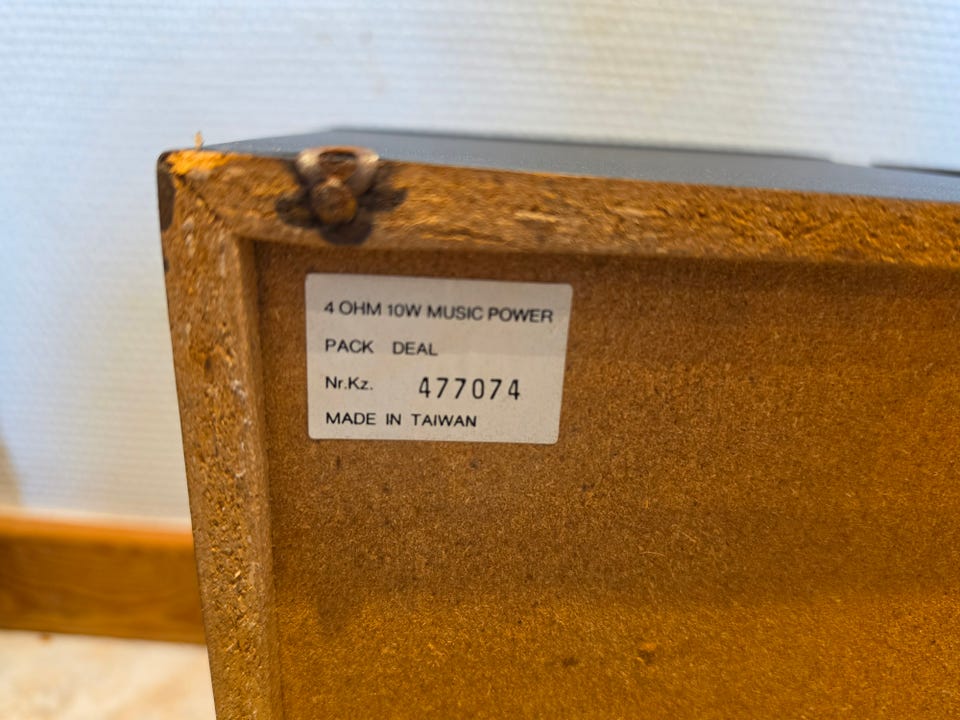 4 OHM 10W MUSIC POWER
PACK DEAL
Nr.Kz. 477074
MADE IN TAIWAN